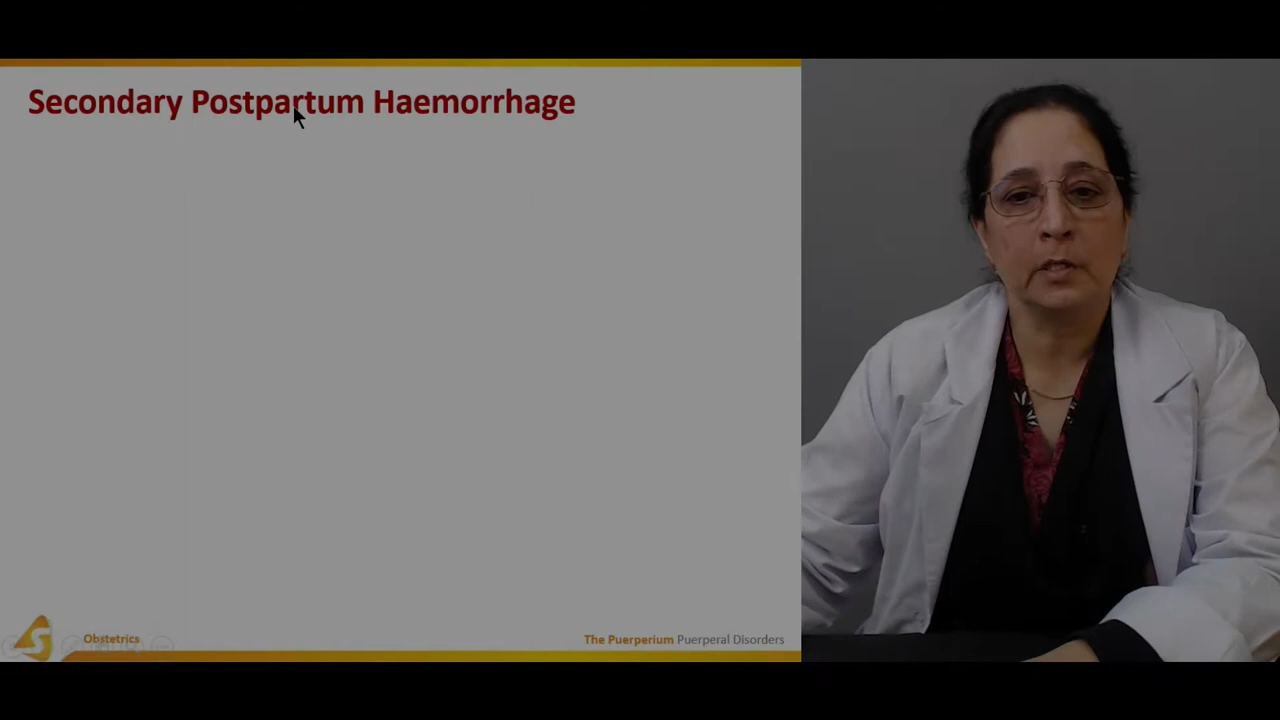 Secondary Postpartum Haemorrhage
S
Obstetrics
The Puerperium Puerperal Disorders